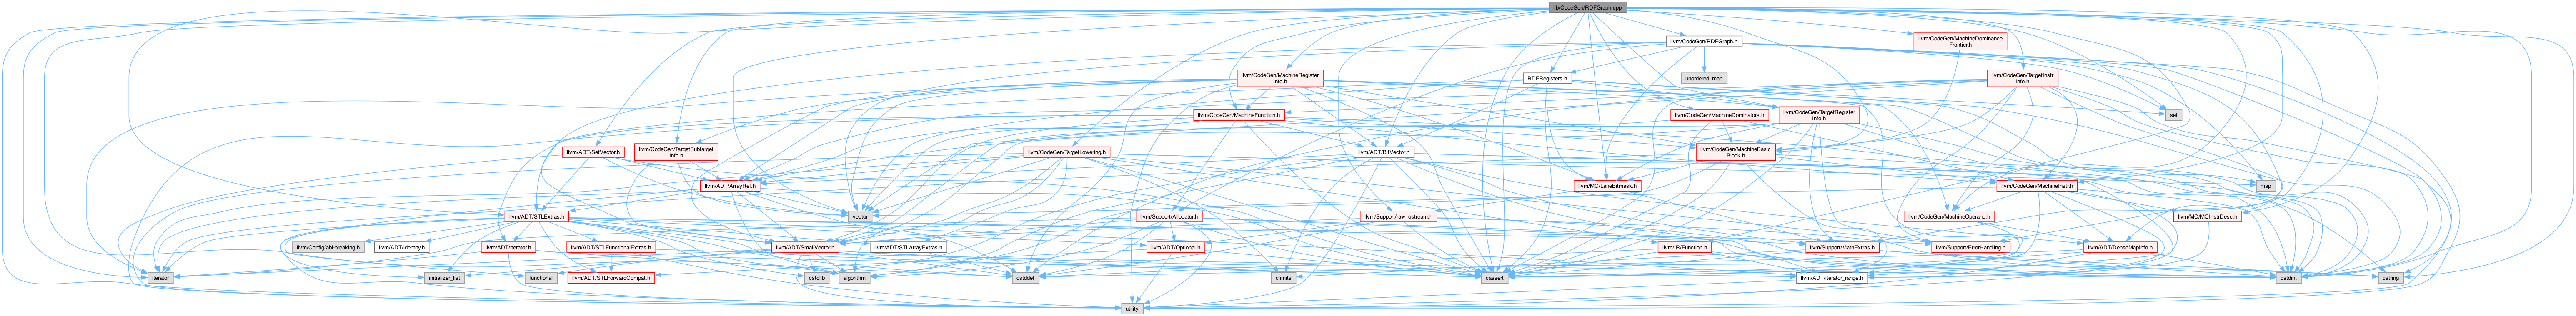 lib/CodeGen/RDFGraph.cpp
llvm/CodeGen/RDFGraph.h
llvm/CodeGen/MachineDominance
Frontier.h
llvm/CodeGen/MachineRegister
Info.h
RDFRegisters.h
unordered_map
llvm/CodeGen/TargetInstr
Info.h
llvm/CodeGen/MachineFunction.h
llvm/CodeGen/MachineDominators.h
llvm/CodeGen/TargetRegister
Info.h
set
llvm/ADT/SetVector.h
llvm/CodeGen/TargetSubtarget
Info.h
llvm/CodeGen/TargetLowering.h
llvm/ADT/BitVector.h
llvm/CodeGen/MachineBasic
Block.h
llvm/ADT/ArrayRef.h
llvm/MC/LaneBitmask.h
llvm/CodeGen/MachineInstr.h
map
llvm/ADT/STLExtras.h
vector
llvm/Support/Allocator.h
llvm/Support/raw_ostream.h
llvm/CodeGen/MachineOperand.h
llvm/MC/MCInstrDesc.h
llvm/Config/abi-breaking.h
llvm/ADT/identity.h
llvm/ADT/iterator.h
llvm/ADT/STLFunctionalExtras.h
llvm/ADT/SmallVector.h
llvm/ADT/STLArrayExtras.h
llvm/ADT/Optional.h
llvm/IR/Function.h
llvm/Support/MathExtras.h
llvm/Support/ErrorHandling.h
llvm/ADT/DenseMapInfo.h
iterator
initializer_list
functional
llvm/ADT/STLForwardCompat.h
cstdlib
algorithm
cstddef
climits
cassert
llvm/ADT/iterator_range.h
cstdint
cstring
utility